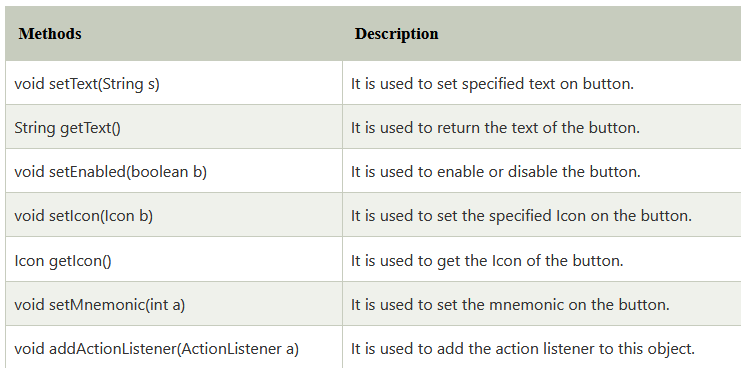 Methods Description
void setText(String s) It is used to set specified text on button.
String getText() It is used to return the text of the button.
void setEnabled(boolean b) It is used to enable or disable the button.
void setIcon(Icon b) It is used to set the specified Icon on the button.
Icon getIcon() It is used to get the Icon of the button.
void setMnemonic(int a) It is used to set the mnemonic on the button.
void addActionListener(ActionListener a) It is used to add the action listener to this object.